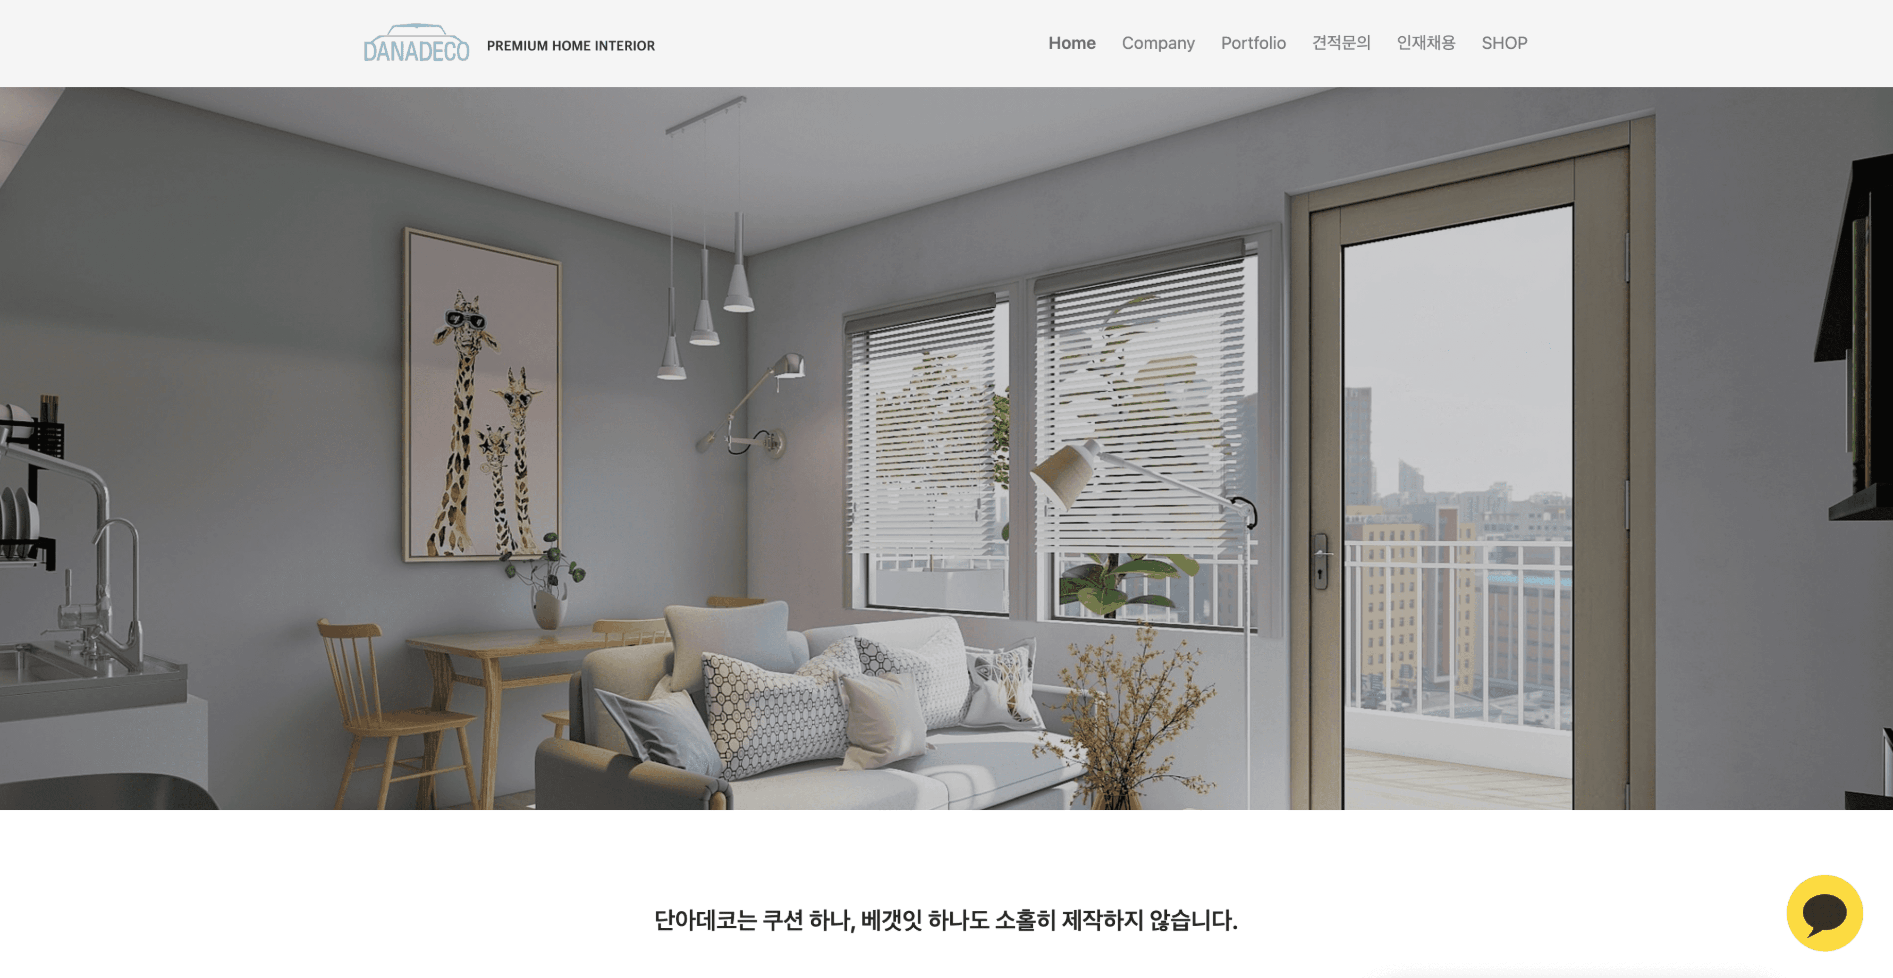 DANADECO PREMIUM HOME INTERIOR
Home Company Portfolio 견적문의 인재채용 SHOP
단아데코는 쿠션 하나, 베갯잇 하나도 소홀히 제작하지 않습니다.